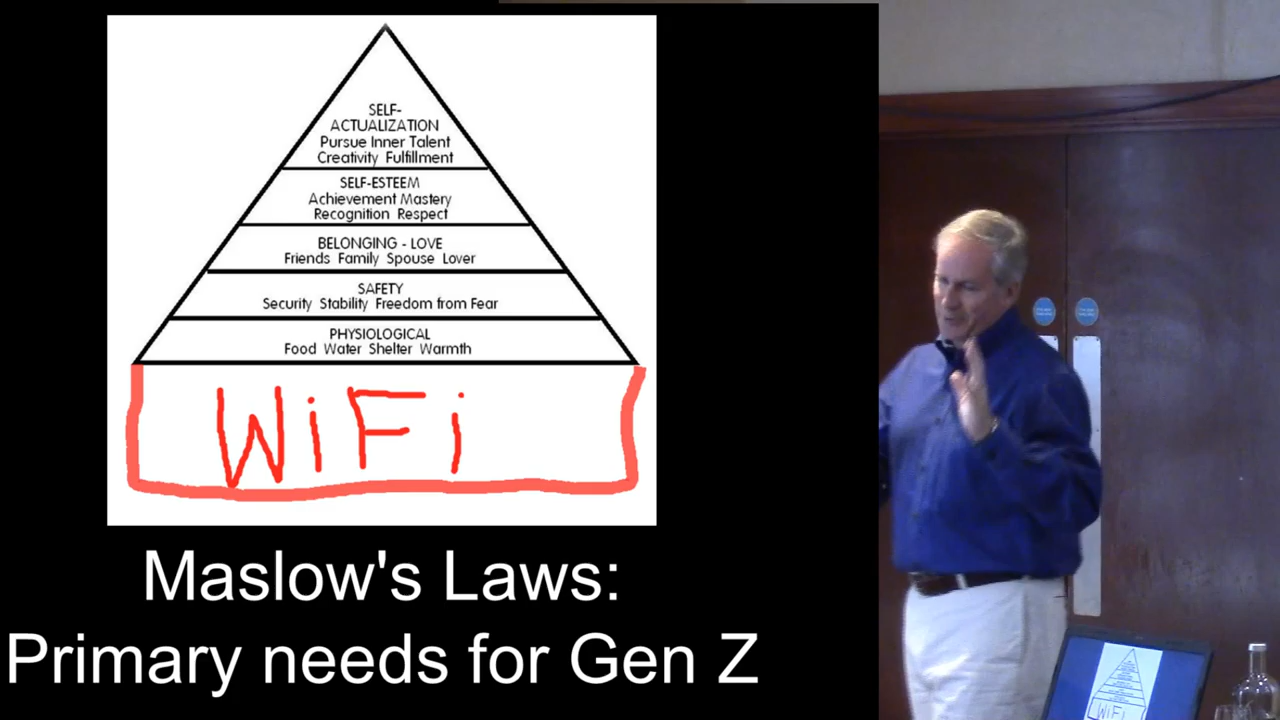 SELF-
ACTUALIZATION
Pursue Inner Talent
Creativity Fulfillment
SELF-ESTEEM
Achievement Mastery
Recognition Respect
BELONGING - LOVE
Friends Family Spouse Lover
SAFETY
Security Stability Freedom from Fear
PHYSIOLOGICAL
Food Water Shelter Warmth
WiFi
Maslow's Laws:
Primary needs for Gen Z
WiFi